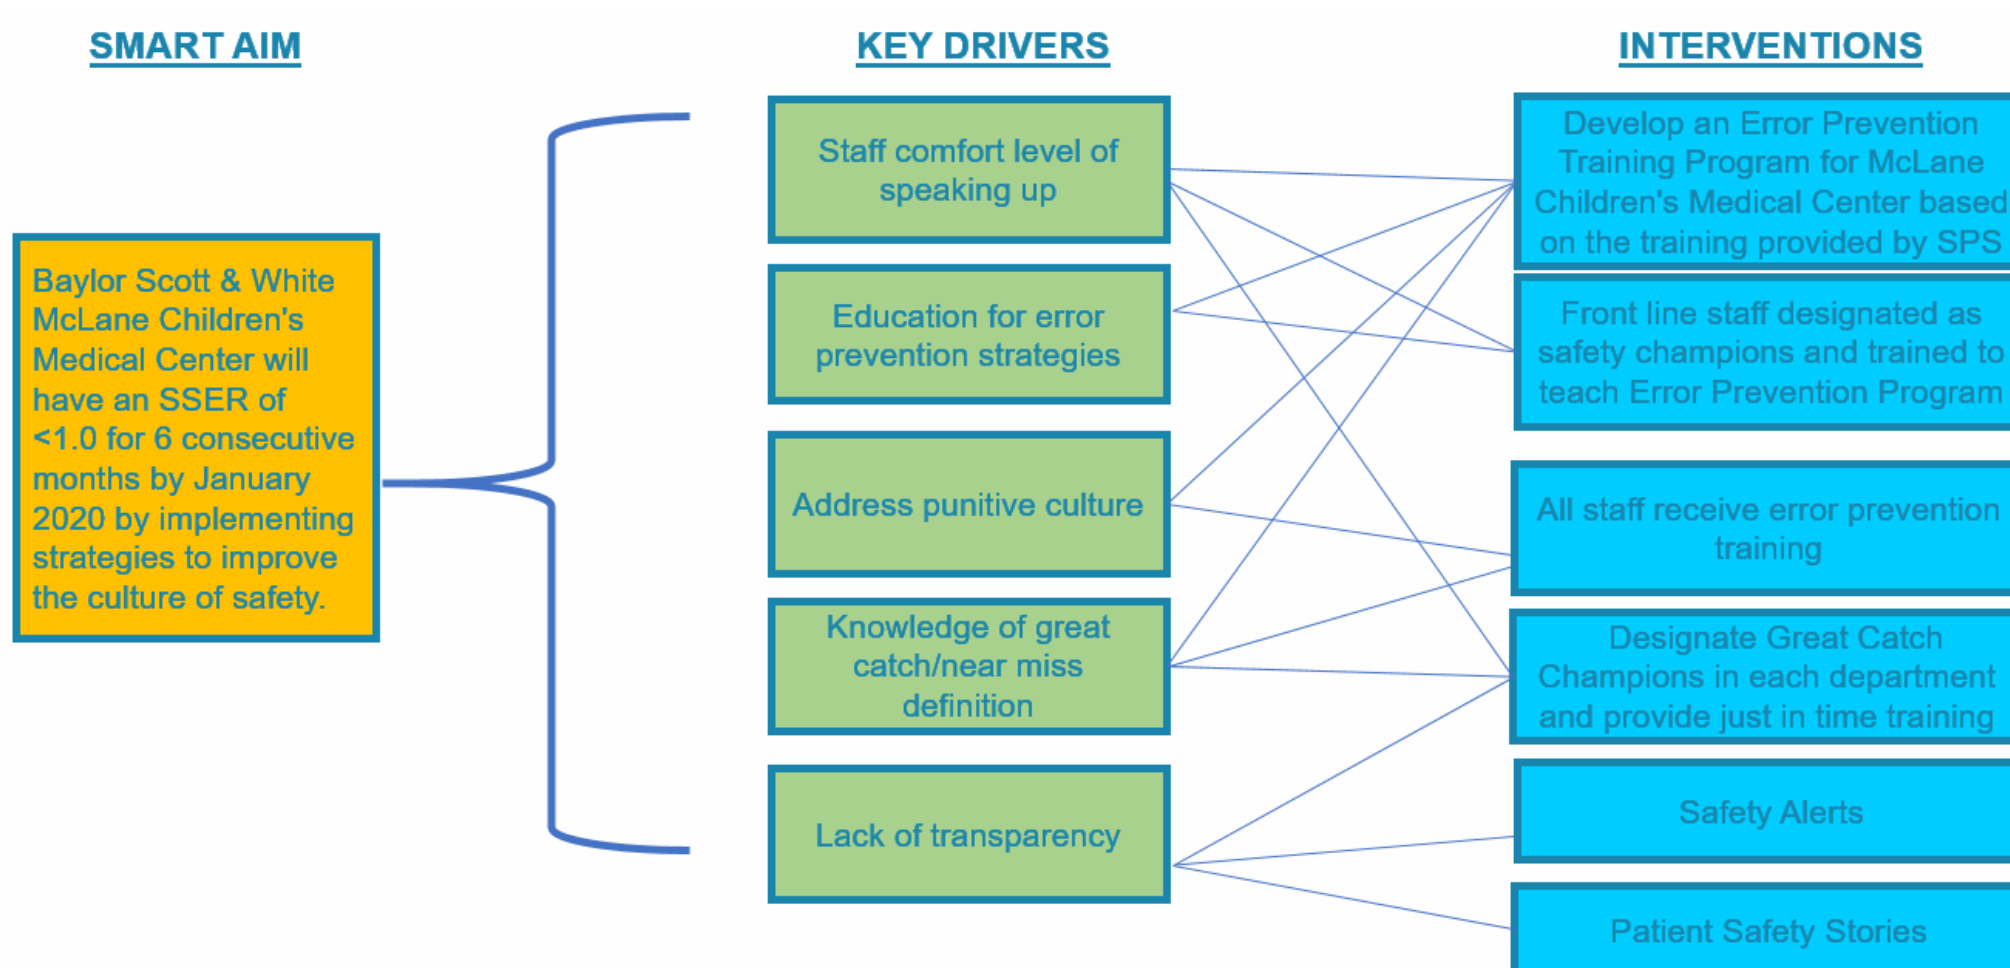 SMART AIM
KEY DRIVERS
INTERVENTIONS
Baylor Scott & White
McLane Children's
Medical Center will
have an SSER of
<1.0 for 6 consecutive
months by January
2020 by implementing
strategies to improve
the culture of safety.
Staff comfort level of
speaking up
Education for error
prevention strategies
Address punitive culture
Knowledge of great
catch/near miss
definition
Lack of transparency
Develop an Error Prevention
Training Program for McLane
Children's Medical Center based
on the training provided by SPS
Front line staff designated as
safety champions and trained to
teach Error Prevention Program
All staff receive error prevention
training
Designate Great Catch
Champions in each department
and provide just in time training
Safety Alerts
Patient Safety Stories